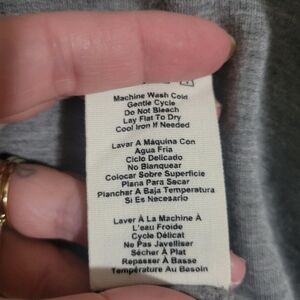 Machine Wash Cold
Gentle Cycle
Do Not Bleach
Lay Flat To Dry
Cool Iron If Needed
Lavar A Máquina Con
Agua Fria
Ciclo Delicado
No Blanquear
Colocar Sobre Superficie
Plana Para Secar
Planchar A Baja Temperatura
Si Es Necesario
Laver À La Machine À
L'eau Froide
Cycle Délicat
Ne Pas Javelliser
Sécher À Plat
Repasser À Basse
Température Au Besoin